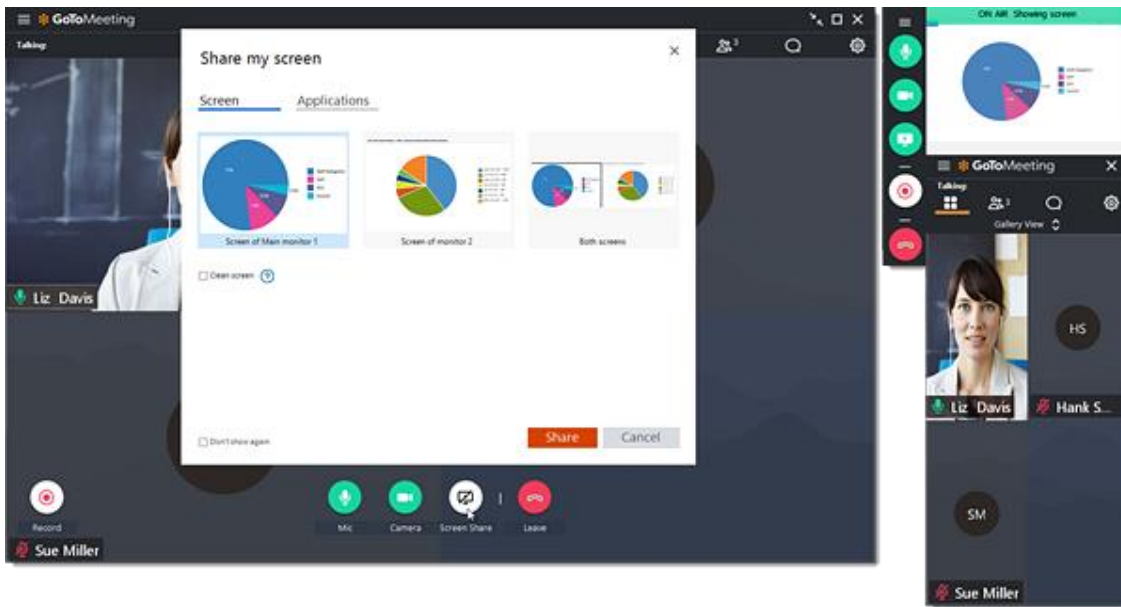 GoToMeeting
Talking:
3
Share my screen
Screen Applications
Screen of Main monitor 1
Screen of monitor 2
Both screens
Clean screen ?
Don't show again
Share Cancel
Liz Davis
Record
Mic
Camera
Screen Share
Leave
Sue Miller
ON AIR Showing screen
GoToMeeting
Talking:
3
Gallery View
HS
Liz Davis
Hank S...
SM
Sue Miller